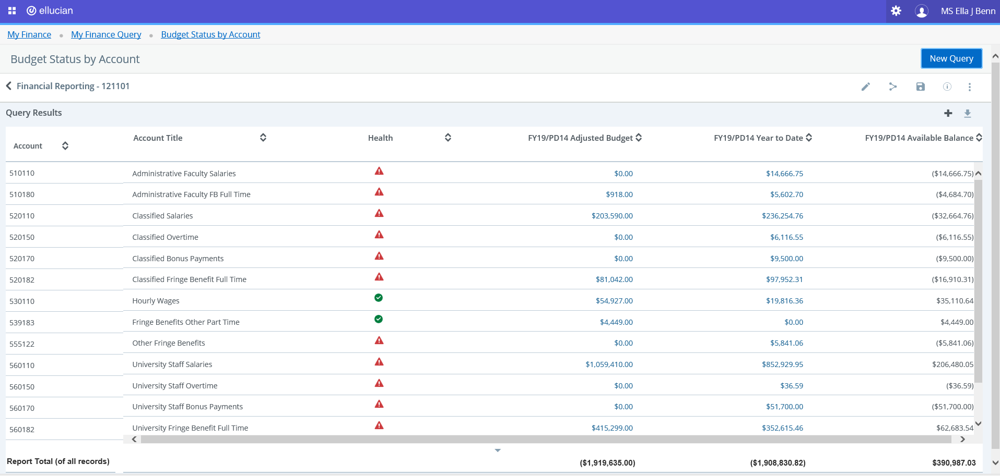 ellucian MS Ella J Benn
My Finance • My Finance Query • Budget Status by Account
Budget Status by Account New Query
Financial Reporting - 121101
Query Results
Account Account Title Health FY19/PD14 Adjusted Budget FY19/PD14 Year to Date FY19/PD14 Available Balance
510110 Administrative Faculty Salaries $0.00 $14,666.75 ($14,666.75)
510180 Administrative Faculty FB Full Time $918.00 $5,602.70 ($4,684.70)
520110 Classified Salaries $203,590.00 $236,254.76 ($32,664.76)
520150 Classified Overtime $0.00 $6,116.55 ($6,116.55)
520170 Classified Bonus Payments $0.00 $9,500.00 ($9,500.00)
520182 Classified Fringe Benefit Full Time $81,042.00 $97,952.31 ($16,910.31)
530110 Hourly Wages $54,927.00 $19,816.36 $35,110.64
539183 Fringe Benefits Other Part Time $4,449.00 $0.00 $4,449.00
555122 Other Fringe Benefits $0.00 $5,841.06 ($5,841.06)
560110 University Staff Salaries $1,059,410.00 $852,929.95 $206,480.05
560150 University Staff Overtime $0.00 $36.59 ($36.59)
560170 University Staff Bonus Payments $0.00 $51,700.00 ($51,700.00)
560182 University Fringe Benefit Full Time $415,299.00 $352,615.46 $62,683.54
Report Total (of all records) ($1,919,635.00) ($1,908,830.82) $390,987.03